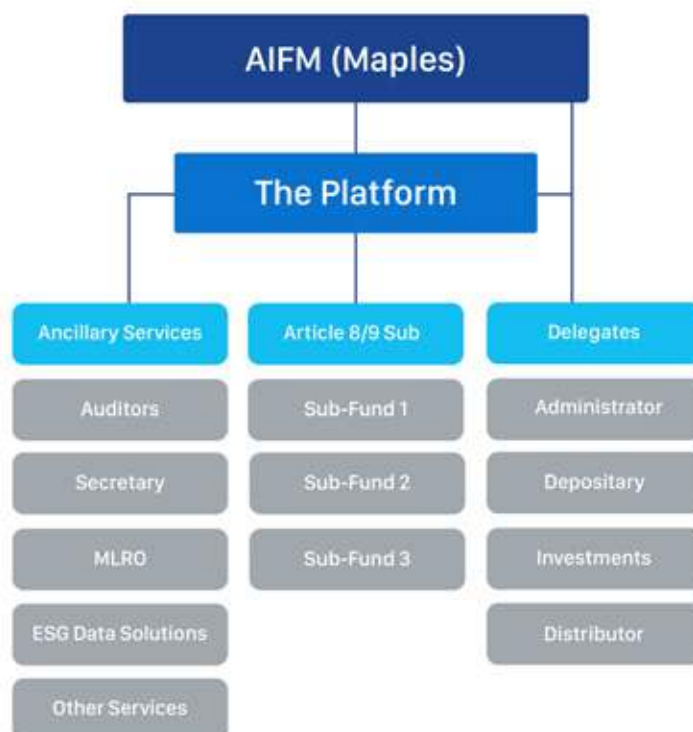 AIFM (Maples)
The Platform
Ancillary Services
Auditors
Secretary
MLRO
ESG Data Solutions
Other Services
Article 8/9 Sub
Sub-Fund 1
Sub-Fund 2
Sub-Fund 3
Delegates
Administrator
Depositary
Investments
Distributor